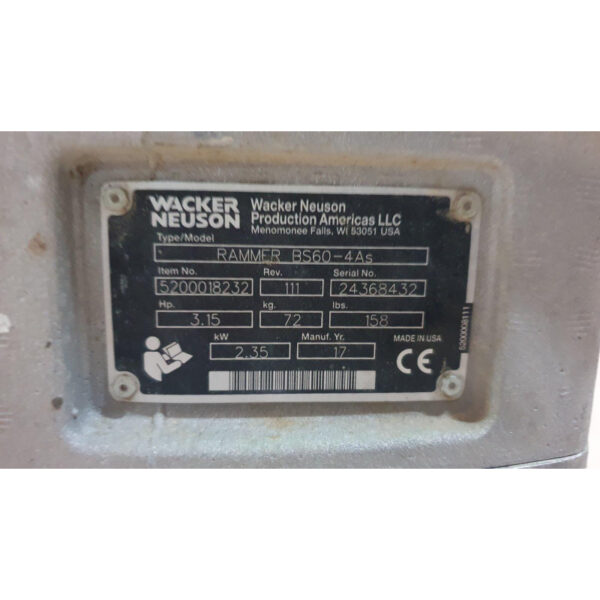 WACKER NEUSON
Wacker Neuson
Production Americas LLC
Menomonee Falls, WI 53051 USA
Type/Model
RAMMER BS60-4As
Item No. Rev. Serial No.
5200018232 111 24368432
Hp. kg. lbs.
3.15 72 158
kW Manuf. Yr. MADE IN USA
2.35 17 CE
5200008111